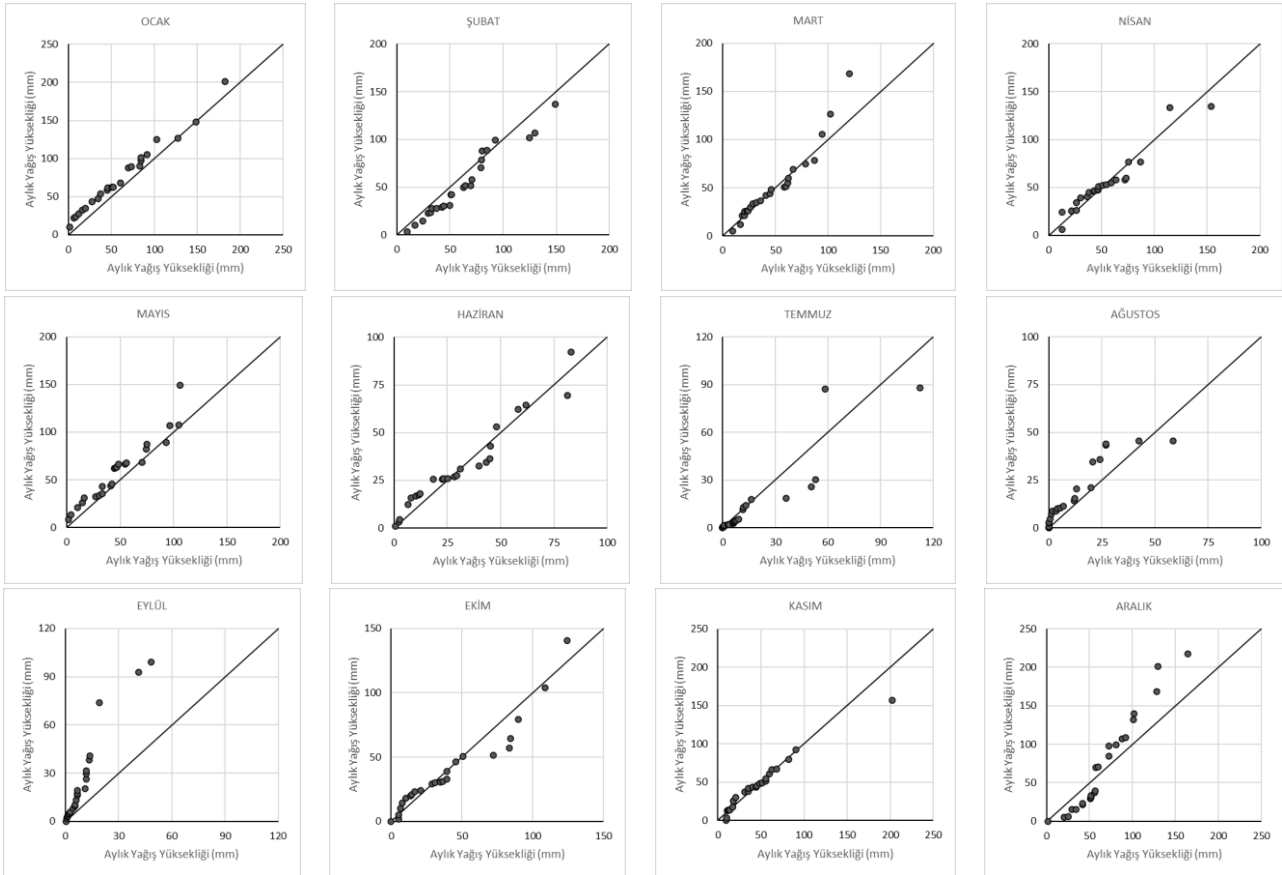 OCAK
Aylık Yağış Yüksekliği (mm)
250
200
150
100
50
0
0 50 100 150 200 250
Aylık Yağış Yüksekliği (mm)
ŞUBAT
Aylık Yağış Yüksekliği (mm)
200
150
100
50
0
0 50 100 150 200
Aylık Yağış Yüksekliği (mm)
MART
Aylık Yağış Yüksekliği (mm)
200
150
100
50
0
0 50 100 150 200
Aylık Yağış Yüksekliği (mm)
NİSAN
Aylık Yağış Yüksekliği (mm)
200
150
100
50
0
0 50 100 150 200
Aylık Yağış Yüksekliği (mm)
MAYIS
Aylık Yağış Yüksekliği (mm)
200
150
100
50
0
0 50 100 150 200
Aylık Yağış Yüksekliği (mm)
HAZİRAN
Aylık Yağış Yüksekliği (mm)
100
75
50
25
0
0 25 50 75 100
Aylık Yağış Yüksekliği (mm)
TEMMUZ
Aylık Yağış Yüksekliği (mm)
120
90
60
30
0
0 30 60 90 120
Aylık Yağış Yüksekliği (mm)
AĞUSTOS
Aylık Yağış Yüksekliği (mm)
100
75
50
25
0
0 25 50 75 100
Aylık Yağış Yüksekliği (mm)
EYLÜL
Aylık Yağış Yüksekliği (mm)
120
90
60
30
0
0 30 60 90 120
Aylık Yağış Yüksekliği (mm)
EKİM
Aylık Yağış Yüksekliği (mm)
150
100
50
0
0 50 100 150
Aylık Yağış Yüksekliği (mm)
KASIM
Aylık Yağış Yüksekliği (mm)
250
200
150
100
50
0
0 50 100 150 200 250
Aylık Yağış Yüksekliği (mm)
ARALIK
Aylık Yağış Yüksekliği (mm)
250
200
150
100
50
0
0 50 100 150 200 250
Aylık Yağış Yüksekliği (mm)